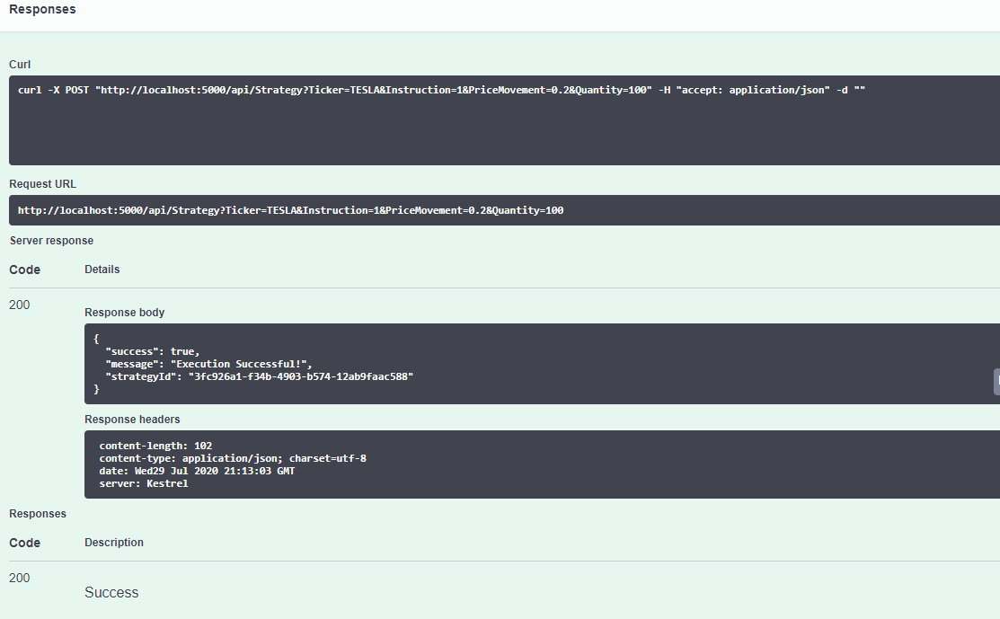 Responses
Curl
curl -X POST "http://localhost:5000/api/Strategy?Ticker=TESLA&Instruction=1&PriceMovement=0.2&Quantity=100" -H "accept: application/json" -d ""
Request URL
http://localhost:5000/api/Strategy?Ticker=TESLA&Instruction=1&PriceMovement=0.2&Quantity=100
Server response
Code Details
200
Response body
{
"success": true,
"message": "Execution Successful!",
"strategyId": "3fc926a1-f34b-4903-b574-12ab9faac588"
}
Response headers
content-length: 102
content-type: application/json; charset=utf-8
date: Wed29 Jul 2020 21:13:03 GMT
server: Kestrel
Responses
Code Description
200
Success